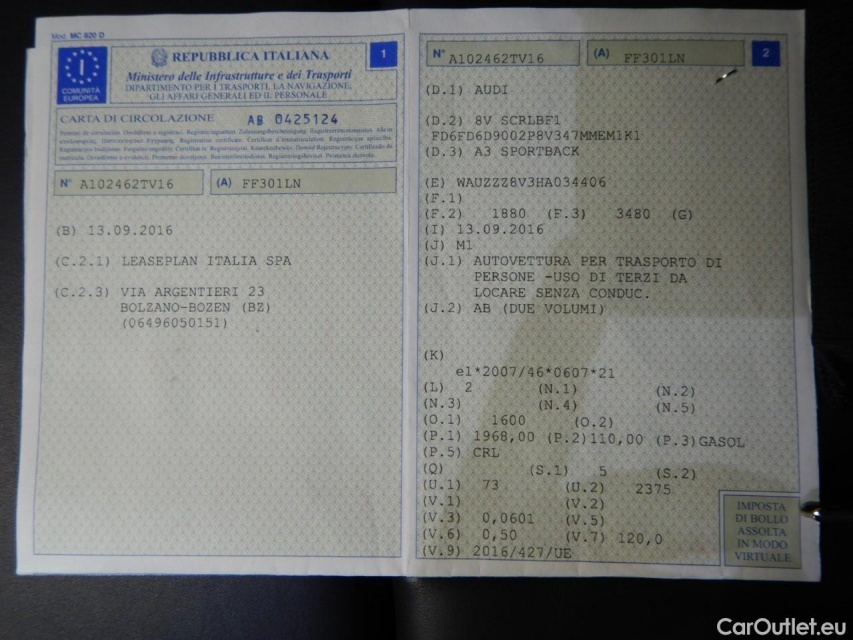 Mod. MC 820 D
I
COMUNITÀ
EUROPEA
REPUBBLICA ITALIANA
1
Ministero delle Infrastrutture e dei Trasporti
DIPARTIMENTO PER I TRASPORTI, LA NAVIGAZIONE,
GLI AFFARI GENERALI ED IL PERSONALE
CARTA DI CIRCOLAZIONE AB 0425124
N° A102462TV16 (A) FF301LN
(B) 13.09.2016
(C.2.1) LEASEPLAN ITALIA SPA
(C.2.3) VIA ARGENTIERI 23
BOLZANO-BOZEN (BZ)
(06496050151)
N° A102462TV16 (A) FF301LN 2
(D.1) AUDI
(D.2) 8V SCRLBF1
FD6FD6D9002P8V347MMEM1K1
(D.3) A3 SPORTBACK
(E) WAUZZZ8V3HA034406
(F.1)
(F.2) 1880 (F.3) 3480 (G)
(I) 13.09.2016
(J) M1
(J.1) AUTOVETTURA PER TRASPORTO DI
PERSONE -USO DI TERZI DA
LOCARE SENZA CONDUC.
(J.2) AB (DUE VOLUMI)
(K)
e1*2007/46*0607*21
(L) 2 (N.1) (N.2)
(N.3) (N.4) (N.5)
(O.1) 1600 (O.2)
(P.1) 1968,00 (P.2)110,00 (P.3)GASOL
(P.5) CRL
(Q) (S.1) 5 (S.2)
(U.1) 73 (U.2) 2375
(V.1) (V.2)
(V.3) 0,0601 (V.5)
(V.6) 0,50 (V.7) 120,0
(V.9) 2016/427/UE
IMPOSTA
DI BOLLO
ASSOLTA
IN MODO
VIRTUALE
CarOutlet.eu